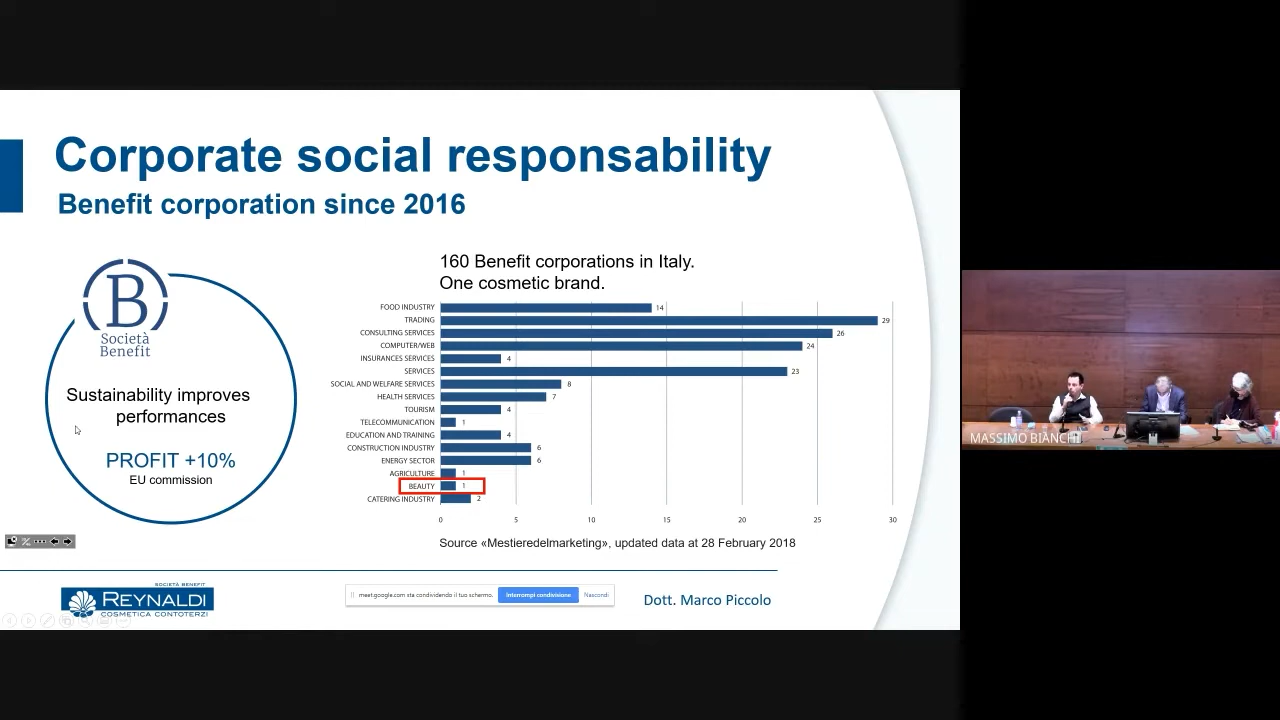 Corporate social responsability
Benefit corporation since 2016
B
Società
Benefit
Sustainability improves
performances
PROFIT +10%
EU commission
160 Benefit corporations in Italy.
One cosmetic brand.
FOOD INDUSTRY 14
TRADING 29
CONSULTING SERVICES 26
COMPUTER/WEB 24
INSURANCES SERVICES 4
SERVICES 23
SOCIAL AND WELFARE SERVICES 8
HEALTH SERVICES 7
TOURISM 4
TELECOMMUNICATION 1
EDUCATION AND TRAINING 4
CONSTRUCTION INDUSTRY 6
ENERGY SECTOR 6
AGRICULTURE 1
BEAUTY 1
CATERING INDUSTRY 2
0 5 10 15 20 25 30
Source «Mestieredelmarketing», updated data at 28 February 2018
SOCIETÀ BENEFIT
REYNALDI
COSMETICA CONTOTERZI
meet.google.com sta condividendo il tuo schermo. Interrompi condivisione Nascondi
Dott. Marco Piccolo
MASSIMO BIANCHI